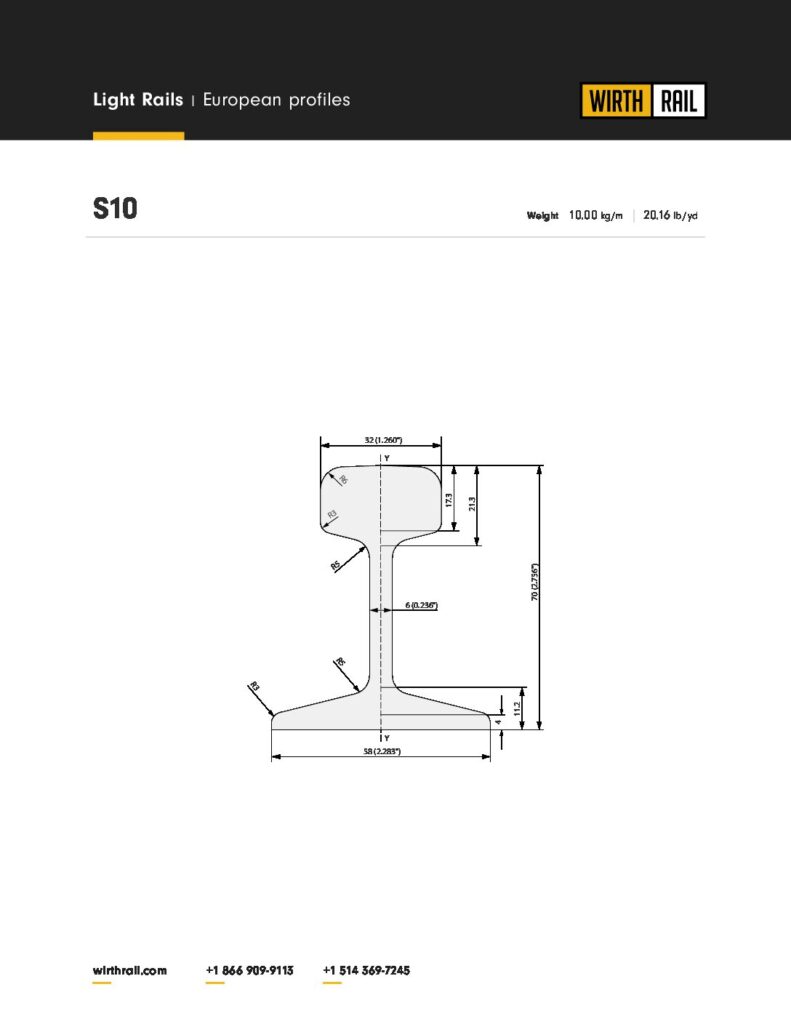 Light Rails | European profiles
WIRTH RAIL
S10
Weight 10,00 kg/m | 20,16 lb/yd
32 (1.260")
Y
R6
17.3
21.3
R3
R5
70 (2.756")
6 (0.236")
R5
R3
11.2
4
Y
58 (2.283")
wirthrail.com +1 866 909-9113 +1 514 369-7245